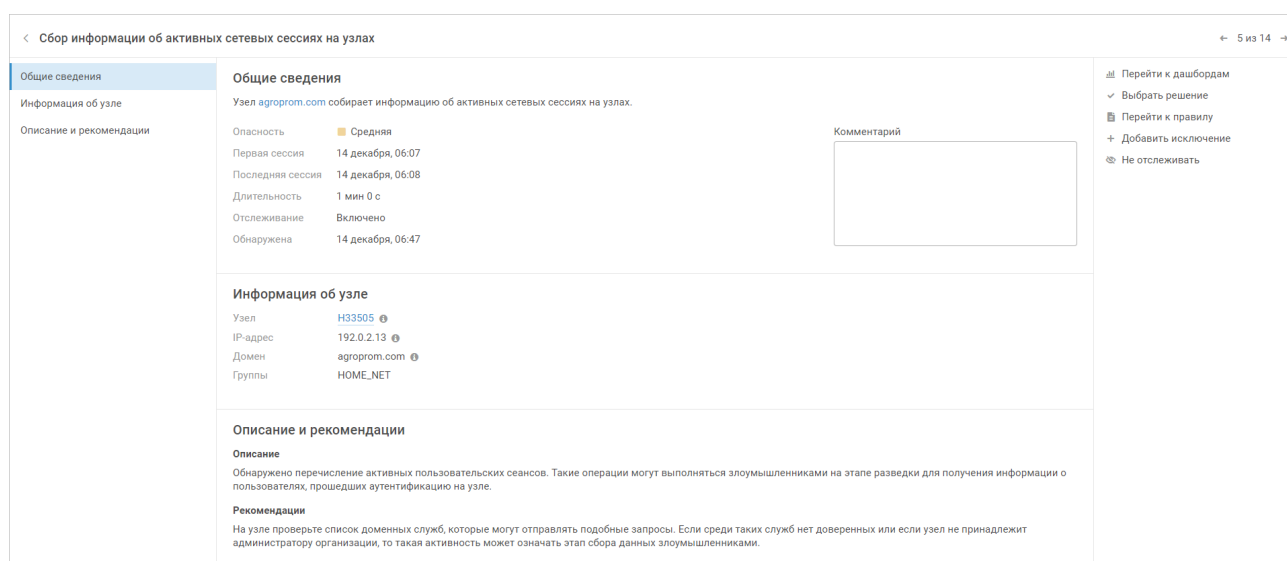 Сбор информации об активных сетевых сессиях на узлах
5 из 14
Общие сведения
Информация об узле
Описание и рекомендации
Общие сведения
Узел agroprom.com собирает информацию об активных сетевых сессиях на узлах.
Опасность Средняя
Первая сессия 14 декабря, 06:07
Последняя сессия 14 декабря, 06:08
Длительность 1 мин 0 с
Отслеживание Включено
Обнаружена 14 декабря, 06:47
Комментарий
Информация об узле
Узел H33505
IP-адрес 192.0.2.13
Домен agroprom.com
Группы HOME_NET
Описание и рекомендации
Описание
Обнаружено перечисление активных пользовательских сеансов. Такие операции могут выполняться злоумышленниками на этапе разведки для получения информации о
пользователях, прошедших аутентификацию на узле.
Рекомендации
На узле проверьте список доменных служб, которые могут отправлять подобные запросы. Если среди таких служб нет доверенных или если узел не принадлежит
администратору организации, то такая активность может означать этап сбора данных злоумышленниками.
Перейти к дашбордам
Выбрать решение
Перейти к правилу
Добавить исключение
Не отслеживать